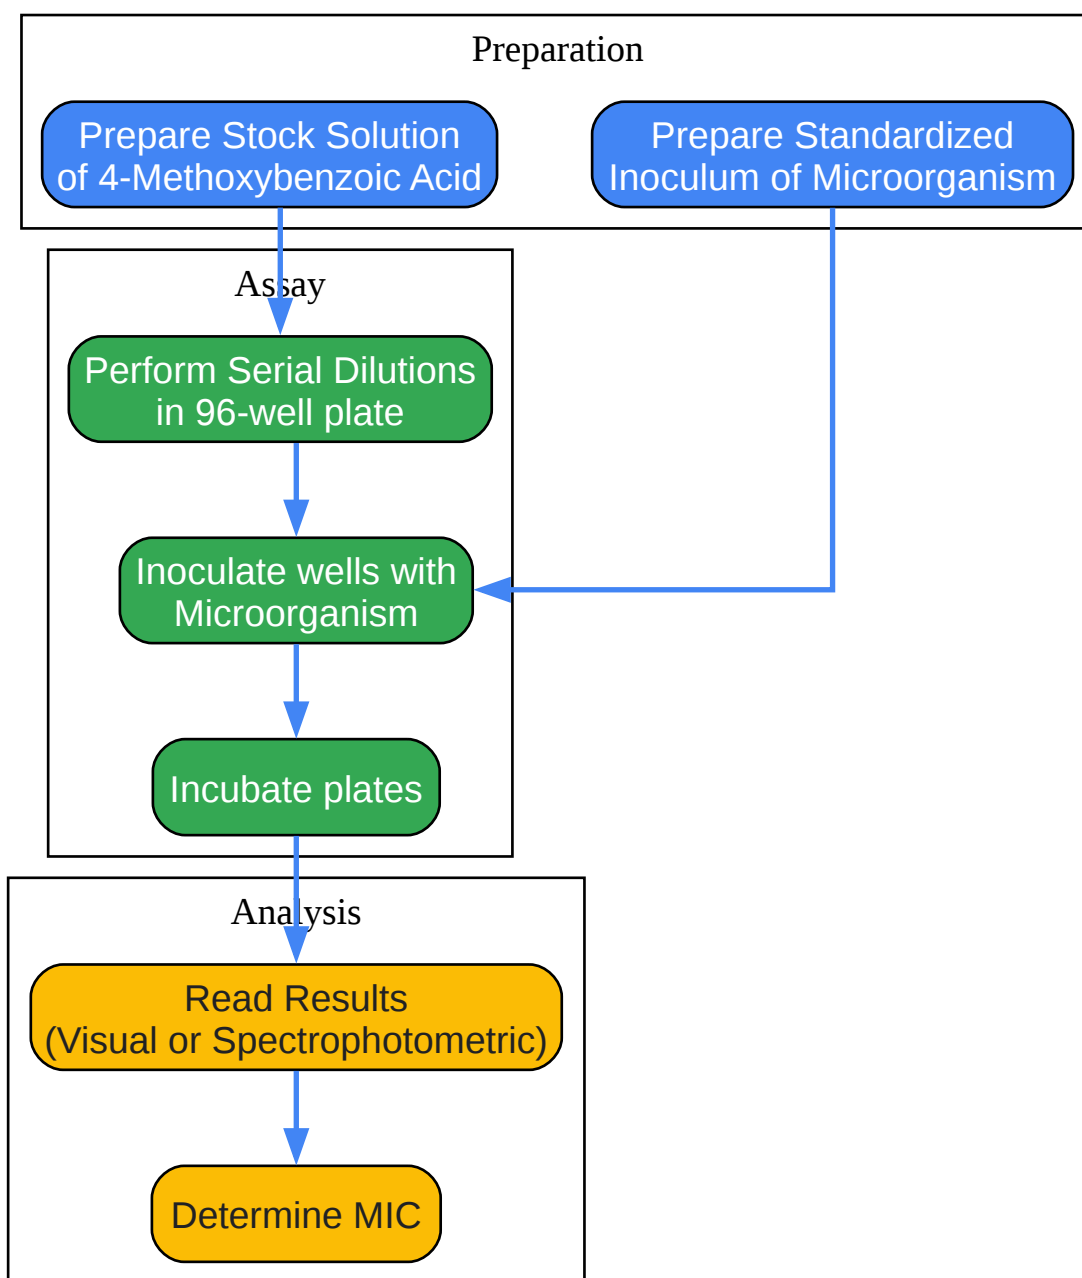 Preparation
Prepare Stock Solution
of 4-Methoxybenzoic Acid
Prepare Standardized
Inoculum of Microorganism
Assay
Perform Serial Dilutions
in 96-well plate
Inoculate wells with
Microorganism
Incubate plates
Analysis
Read Results
(Visual or Spectrophotometric)
Determine MIC